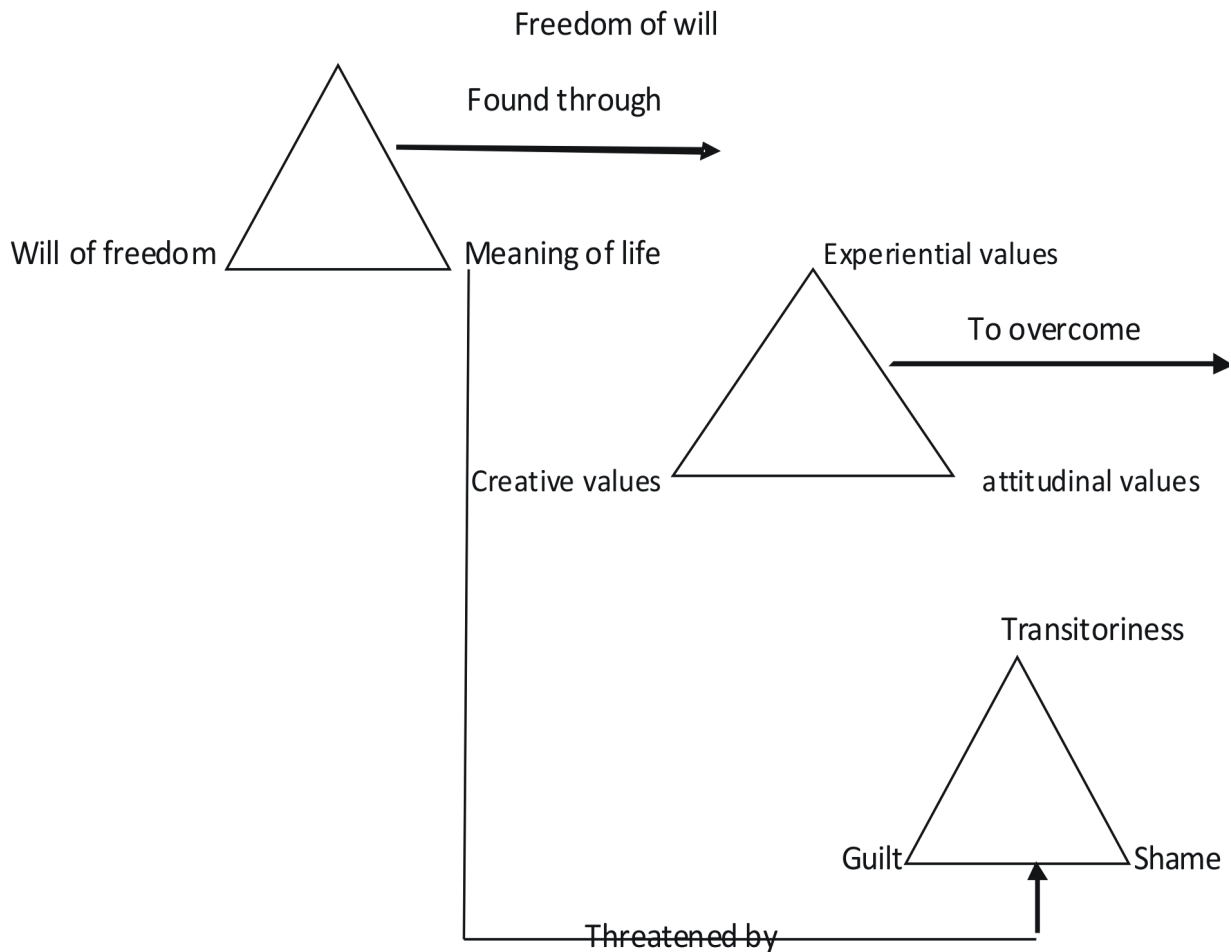 Freedom of will
Found through
Will of freedom
Meaning of life
Experiential values
To overcome
Creative values
attitudinal values
Transitoriness
Guilt
Shame
Threatened by